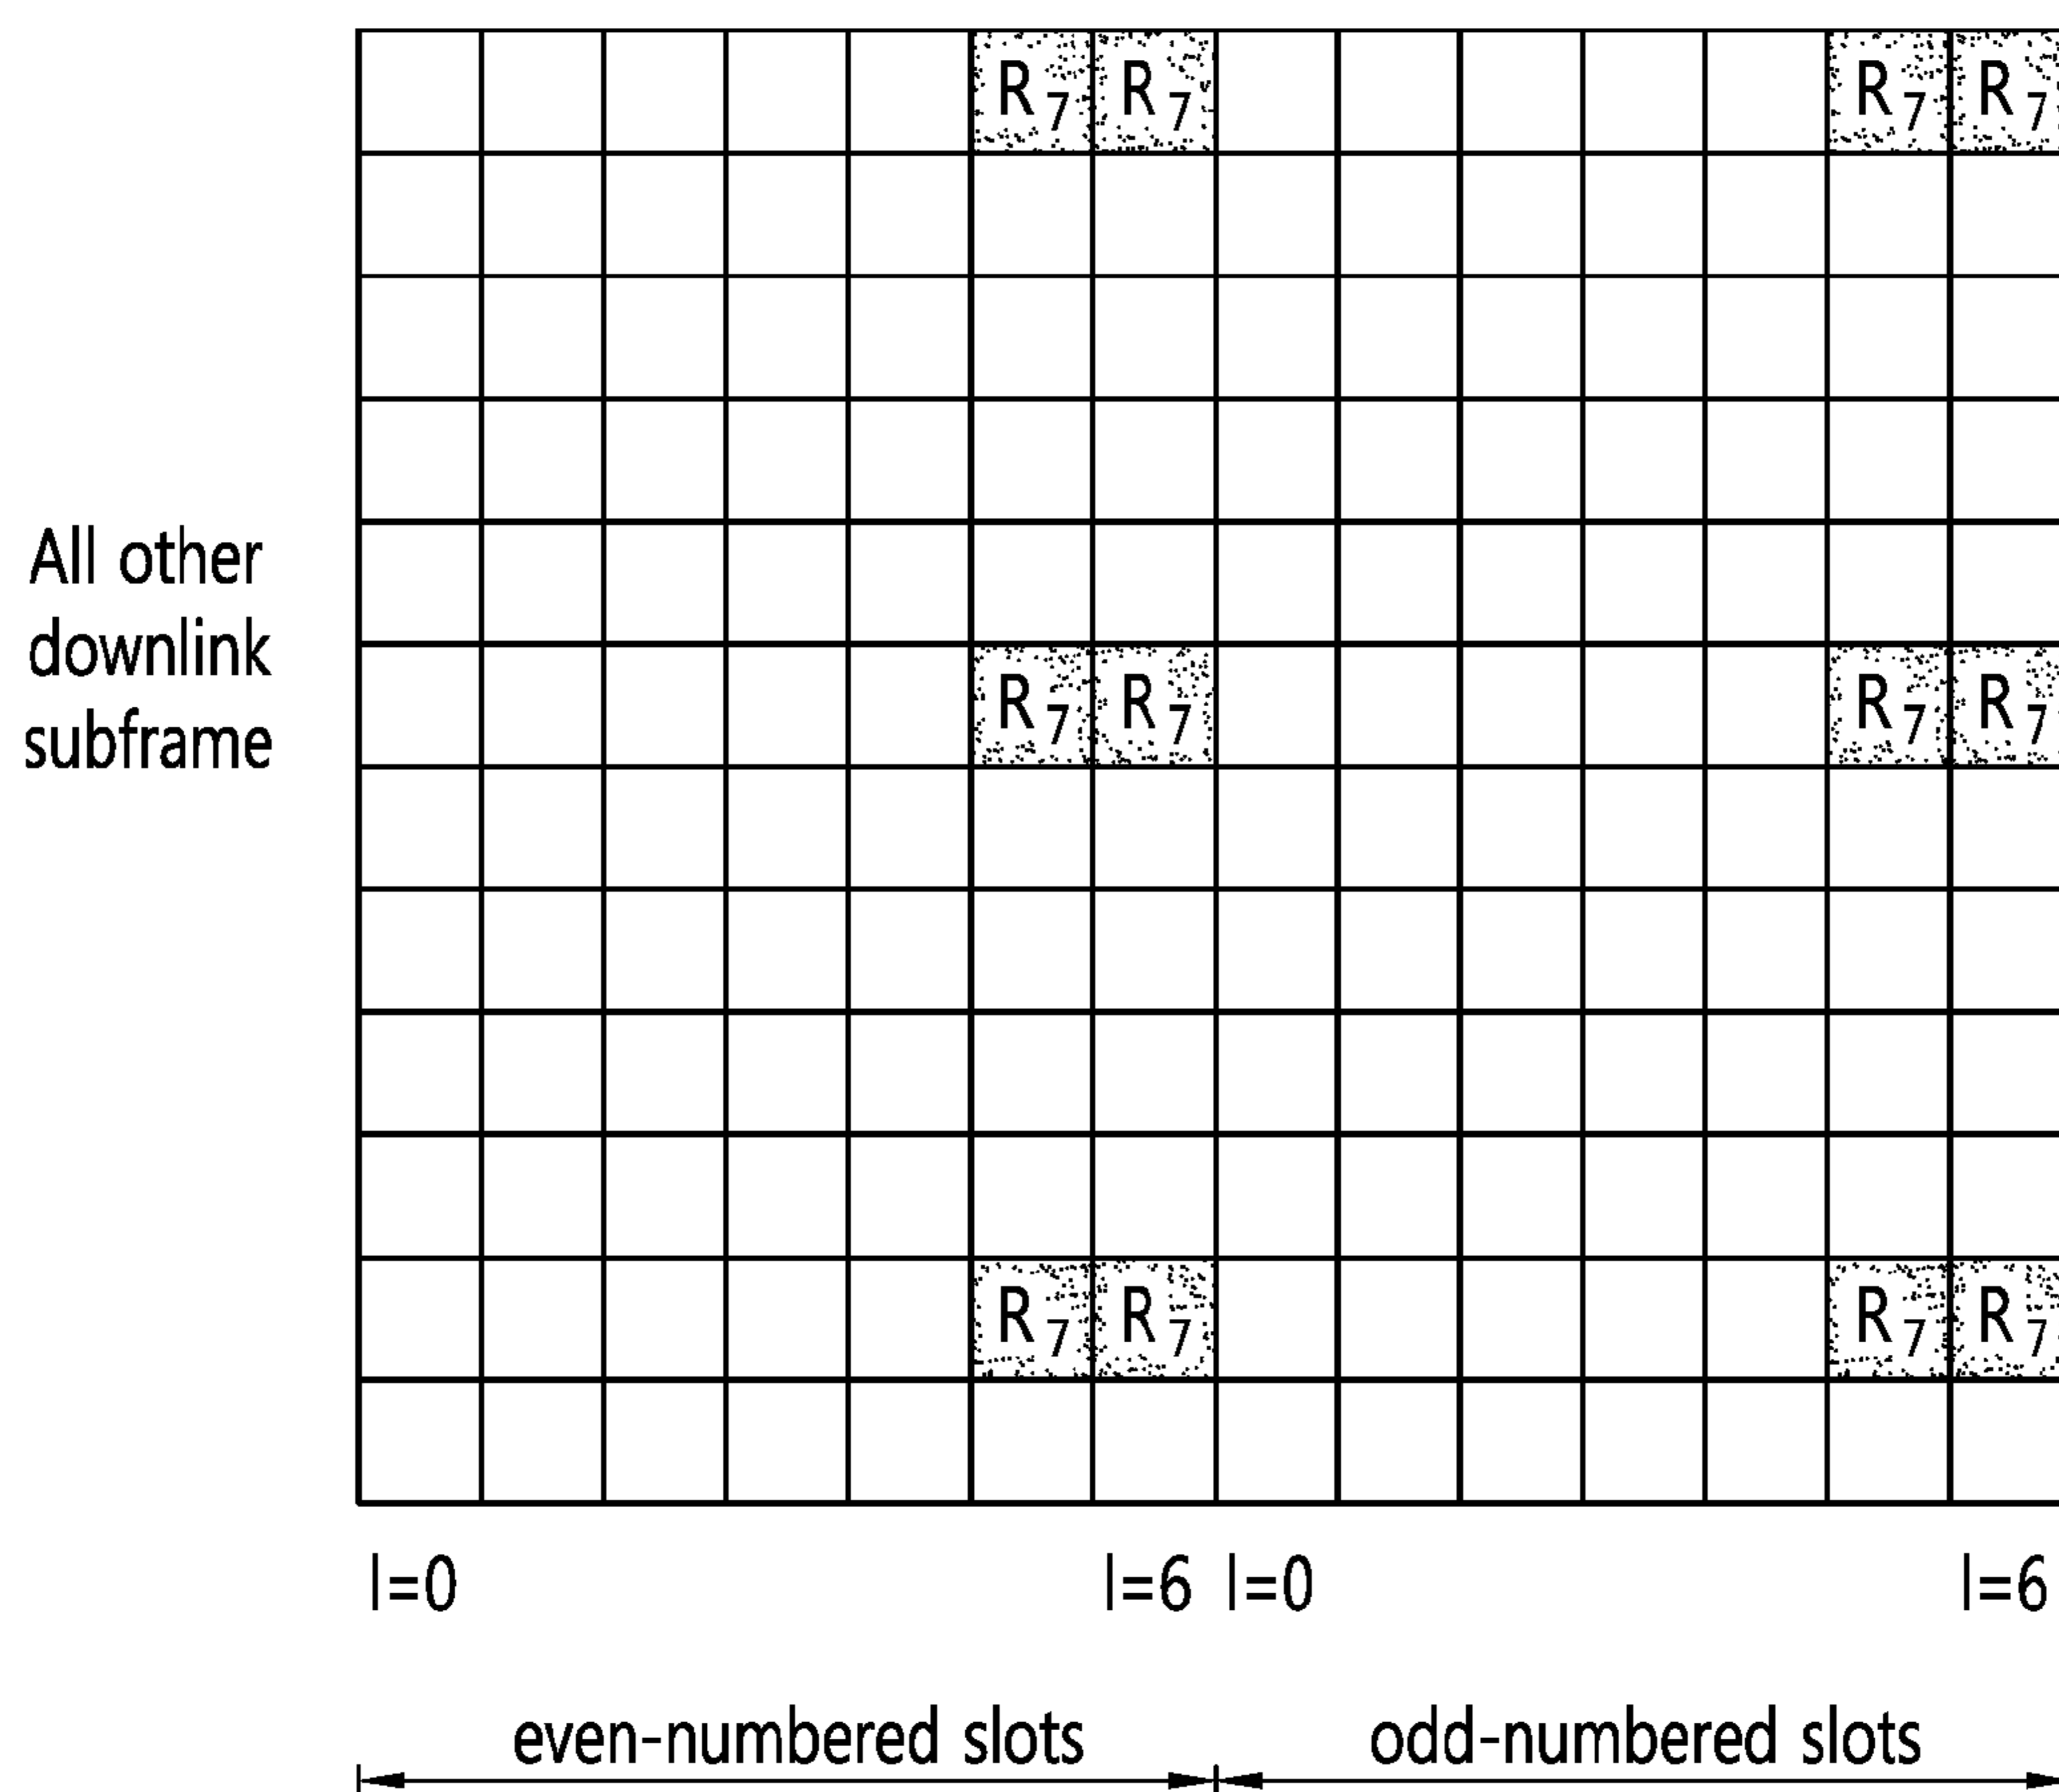 R7 R7 R7 R7
All other
downlink
subframe
R7 R7 R7 R7
R7 R7 R7 R7
l=0 l=6 l=0 l=6
even-numbered slots odd-numbered slots